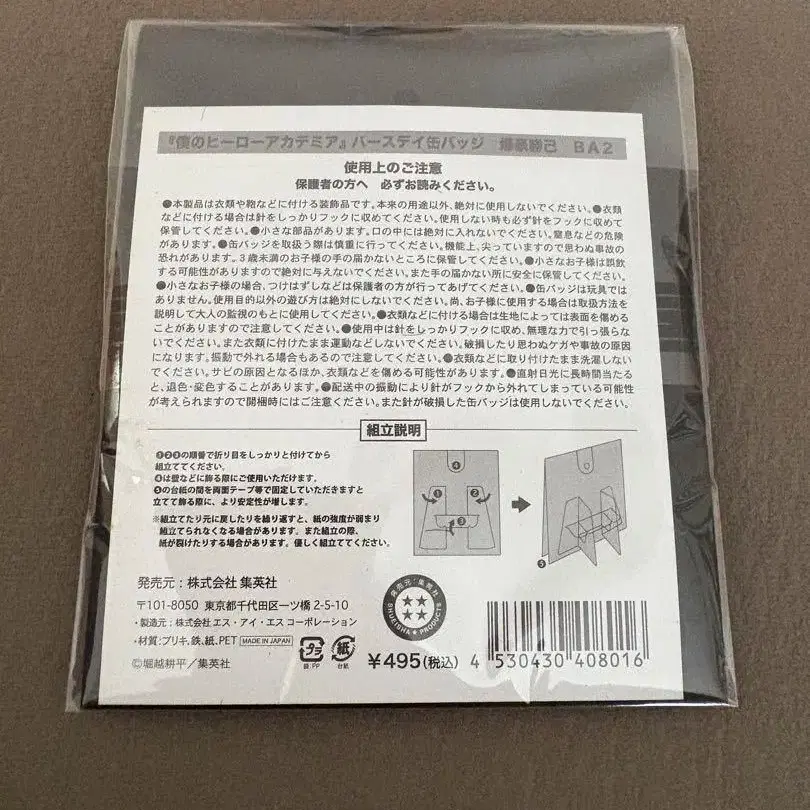 『僕のヒーローアカデミア』バースデイ缶バッジ 爆豪勝己 BA2
使用上のご注意
保護者の方へ 必ずお読みください。
●本製品は衣類や鞄などに付ける装飾品です。本来の用途以外、絶対に使用しないでください。●衣類
などに付ける場合は針をしっかりフックに収めてください。使用しない時も必ず針をフックに収めて
保管してください。●小さな部品があります。口の中には絶対に入れないでください。窒息などの危険
があります。●缶バッジを取扱う際は慎重に行ってください。機能上、尖っていますので思わぬ事故の
恐れがあります。3歳未満のお子様の手の届かないところに保管してください。●小さなお子様は誤飲
する可能性がありますので絶対に与えないでください。また手の届かない所に安全に保管してください。
●小さなお子様の場合、つけはずしなどは保護者の方が行ってあげてください。●缶バッジは玩具では
ありません。使用目的以外の遊び方は絶対にしないでください。尚、お子様に使用する場合は取扱方法を
説明して大人の監視のもとに使用してください。●衣類などに付ける場合は生地によっては表面を傷める
ことがありますので注意してください。●使用中は針をしっかりフックに収め、無理な力で引っ張らな
いでください。また衣類に付けたまま運動などしないでください。破損したり思わぬケガや事故の原因
になります。振動で外れる場合もあるので注意してください。●衣類などに取り付けたまま洗濯しない
でください。サビの原因となるほか、衣類などを傷める可能性があります。●直射日光に長時間当たる
と、退色・変色することがあります。●配送中の振動により針がフックから外れてしまっている可能性
が考えられますので開梱時にはご注意ください。また針が破損した缶バッジは使用しないでください。
組立説明
❶❷❸の順番で折り目をしっかりと付けてから
組立ててください。
❹は壁などに飾る際にご使用いただけます。
❺の台紙の間を両面テープ等で固定していただきますと
立てて飾る際に、より安定性が増します。
※組立てたり元に戻したりを繰り返すと、紙の強度が弱まり
組立てられなくなる場合があります。また組立の際、
紙が裂けたりする場合があります。優しく組立ててください。
❹
❶ ❷
❸
❺
発売元：株式会社 集英社
〒101-8050 東京都千代田区一ツ橋 2-5-10
・製造元：株式会社 エス・アイ・エス コーポレーション
・材質：ブリキ、鉄、紙、PET MADE IN JAPAN
©堀越耕平／集英社
発売元：集英社
SHUEISHA PRODUCTS
プラ
袋：PP
紙
台紙
￥495(税込)
4 530430 408016